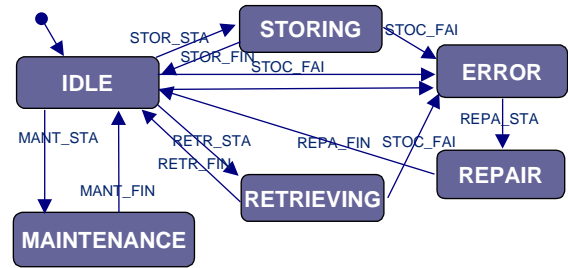 STORING
STOR_STA
STOC_FAI
STOR_FIN
STOC_FAI
IDLE
ERROR
MANT_STA
RETR_STA
REPA_FIN
STOC_FAI
REPA_STA
RETR_FIN
MANT_FIN
RETRIEVING
REPAIR
MAINTENANCE